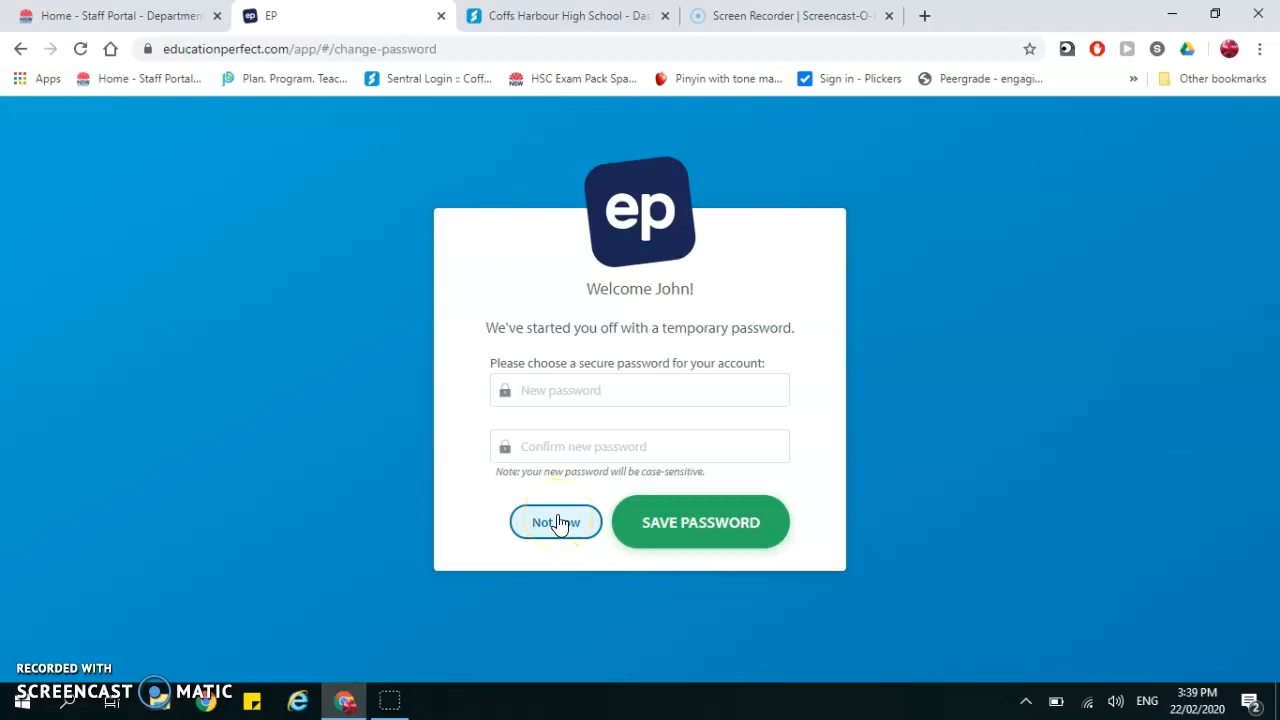 Home - Staff Portal - Department
EP
Coffs Harbour High School - Das
Screen Recorder | Screencast-O-
educationperfect.com/app/#/change-password
Apps
Home - Staff Portal...
Plan. Program. Teac...
Sentral Login :: Coff...
HSC Exam Pack Spa...
Pinyin with tone ma...
Sign in - Plickers
Peergrade - engagi...
Other bookmarks
ep
Welcome John!
We've started you off with a temporary password.
Please choose a secure password for your account:
New password
Confirm new password
Note: your new password will be case-sensitive.
Not now
SAVE PASSWORD
RECORDED WITH
SCREENCAST MATIC
ENG
3:39 PM
22/02/2020
2